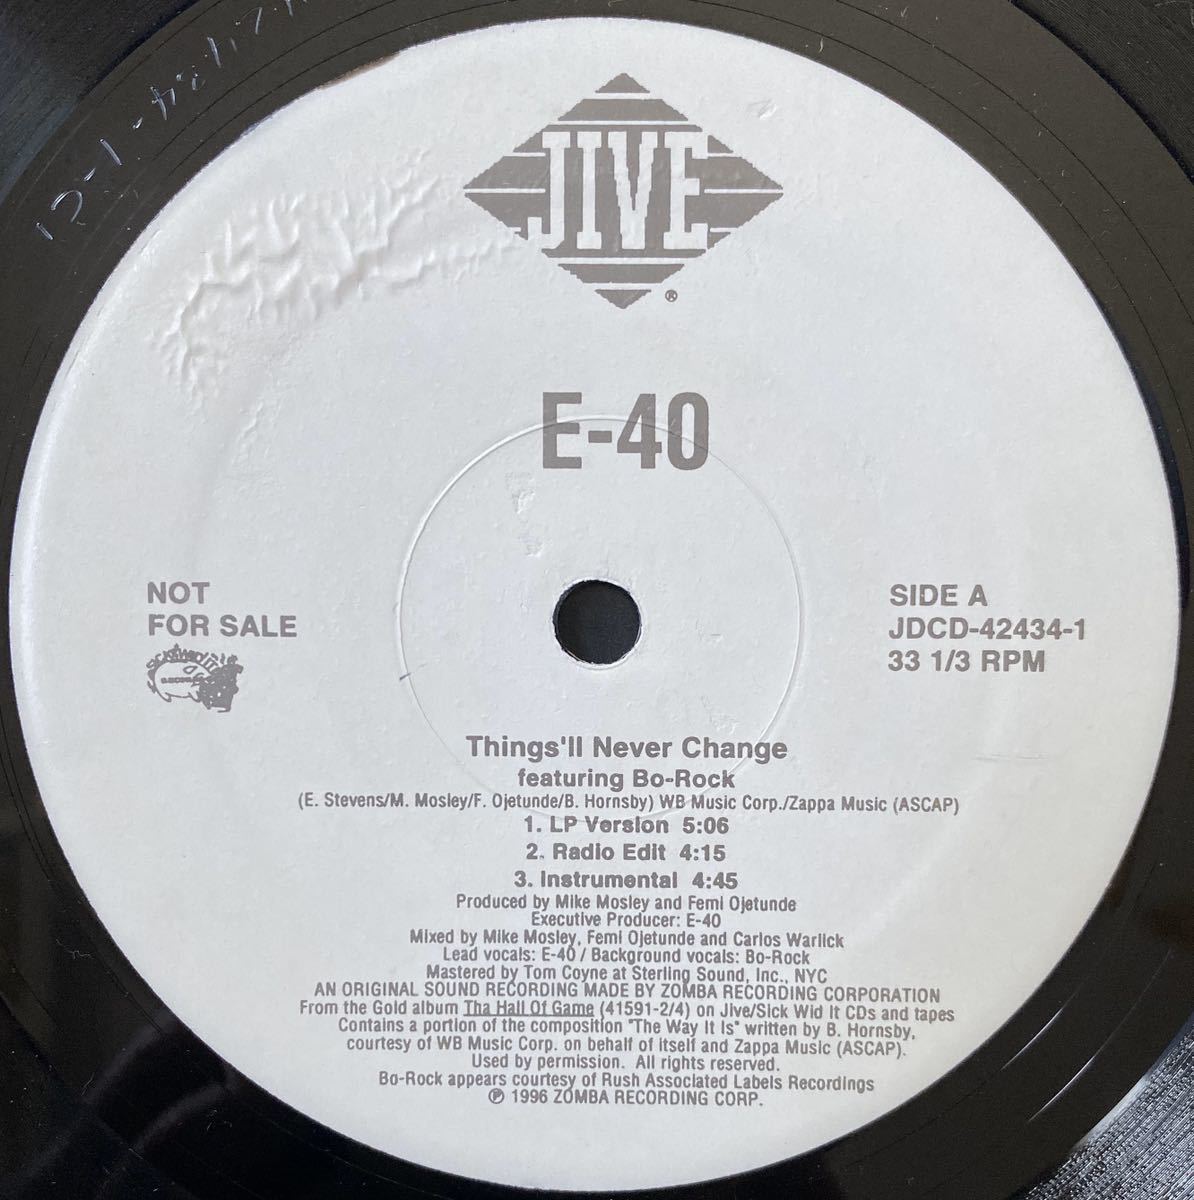 JIVE
®
E-40
NOT
FOR SALE
SIDE A
JDCD-42434-1
33 1/3 RPM
Things'll Never Change
featuring Bo-Rock
(E. Stevens/M. Mosley/F. Ojetunde/B. Hornsby) WB Music Corp./Zappa Music (ASCAP)
1. LP Version 5:06
2. Radio Edit 4:15
3. Instrumental 4:45
Produced by Mike Mosley and Femi Ojetunde
Executive Producer: E-40
Mixed by Mike Mosley, Femi Ojetunde and Carlos Warlick
Lead vocals: E-40 / Background vocals: Bo-Rock
Mastered by Tom Coyne at Sterling Sound, Inc., NYC
AN ORIGINAL SOUND RECORDING MADE BY ZOMBA RECORDING CORPORATION
From the Gold album Tha Hall Of Game (41591-2/4) on Jive/Sick Wid It CDs and tapes
Contains a portion of the composition "The Way It Is" written by B. Hornsby,
courtesy of WB Music Corp. on behalf of itself and Zappa Music (ASCAP).
Used by permission. All rights reserved.
Bo-Rock appears courtesy of Rush Associated Labels Recordings
℗ 1996 ZOMBA RECORDING CORP.